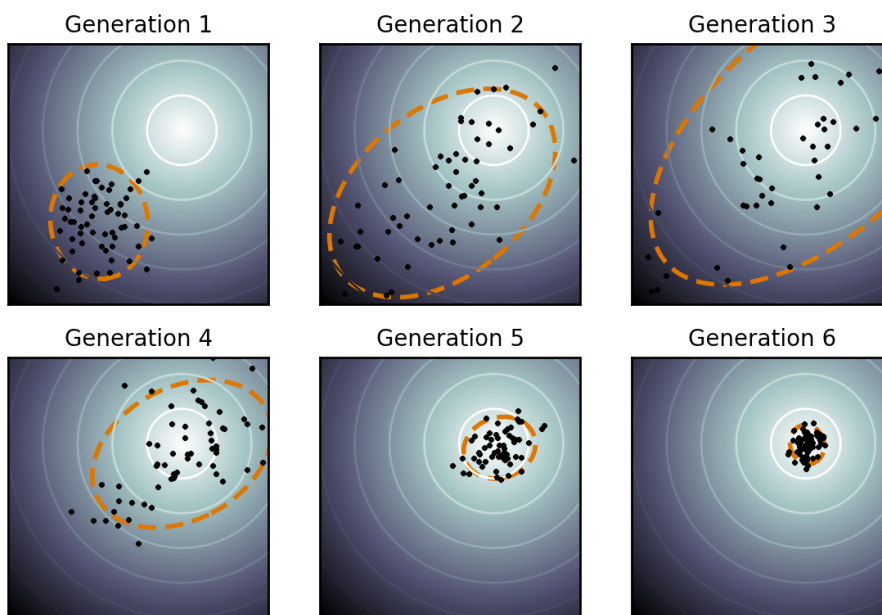 Generation 1
Generation 2
Generation 3
Generation 4
Generation 5
Generation 6